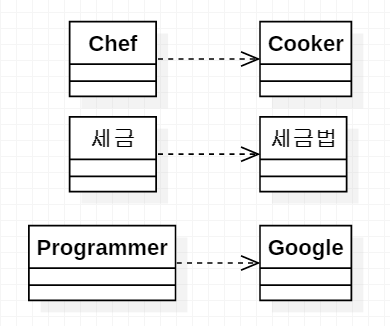 Chef
Cooker
세금
세금법
Programmer
Google